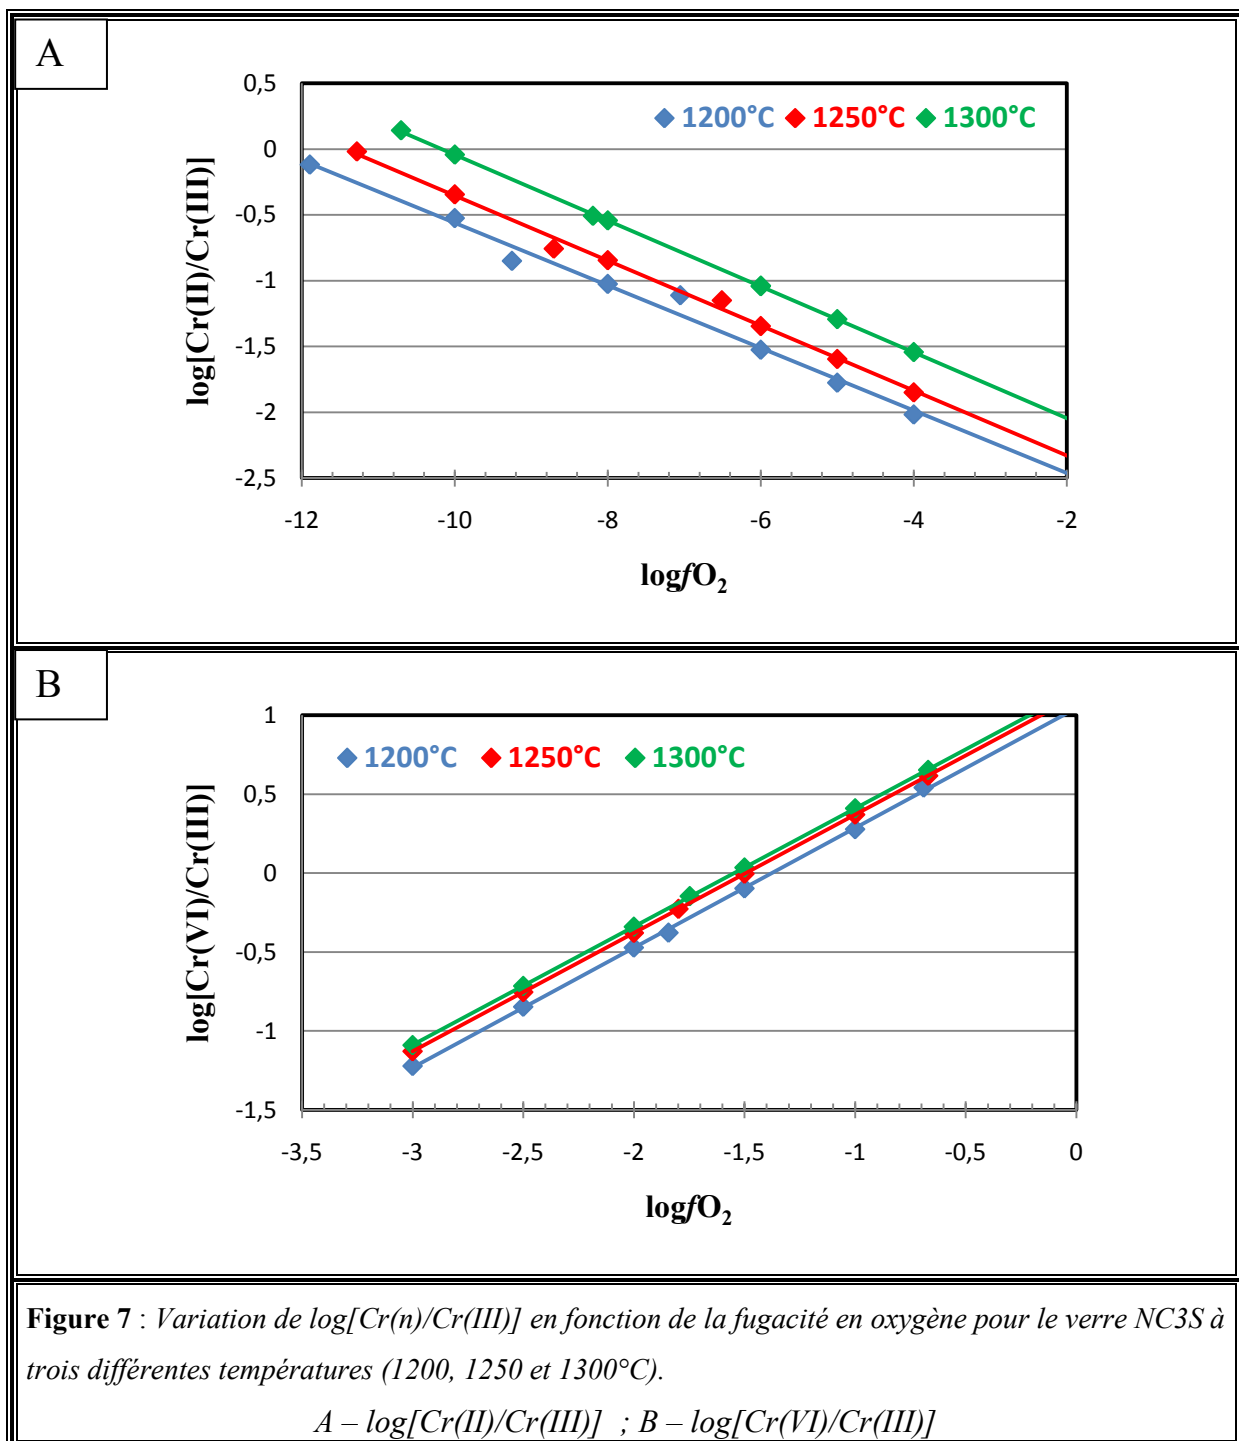 A
0,5
0
-0,5
-1
-1,5
-2
-2,5
log[Cr(II)/Cr(III)]
1200°C 1250°C 1300°C
-12 -10 -8 -6 -4 -2
logfO2
B
1
0,5
0
-0,5
-1
-1,5
log[Cr(VI)/Cr(III)]
1200°C 1250°C 1300°C
-3,5 -3 -2,5 -2 -1,5 -1 -0,5 0
logfO2
Figure 7 : Variation de log[Cr(n)/Cr(III)] en fonction de la fugacité en oxygène pour le verre NC3S à
trois différentes températures (1200, 1250 et 1300°C).
A – log[Cr(II)/Cr(III)] ; B – log[Cr(VI)/Cr(III)]